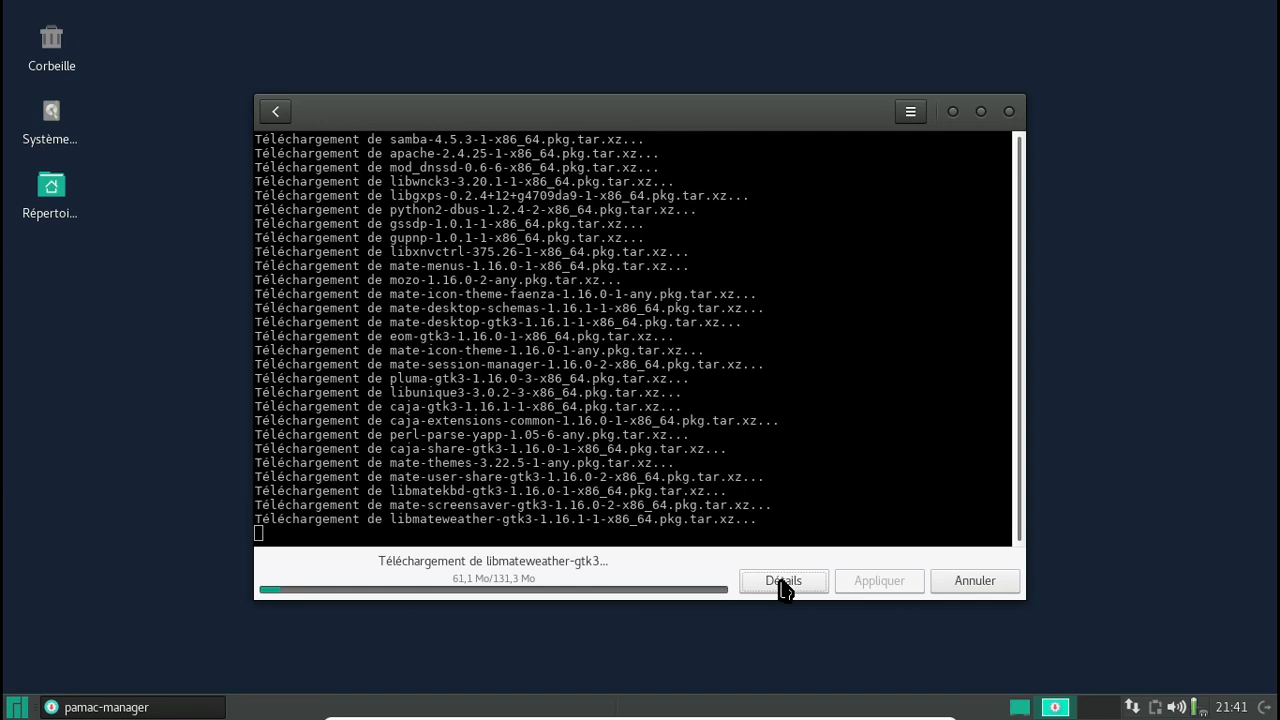 Corbeille
Système...
Répertoi...
Téléchargement de samba-4.5.3-1-x86_64.pkg.tar.xz...
Téléchargement de apache-2.4.25-1-x86_64.pkg.tar.xz...
Téléchargement de mod_dnssd-0.6-6-x86_64.pkg.tar.xz...
Téléchargement de libwnck3-3.20.1-1-x86_64.pkg.tar.xz...
Téléchargement de libgxps-0.2.4+12+g4709da9-1-x86_64.pkg.tar.xz...
Téléchargement de python2-dbus-1.2.4-2-x86_64.pkg.tar.xz...
Téléchargement de gssdp-1.0.1-1-x86_64.pkg.tar.xz...
Téléchargement de gupnp-1.0.1-1-x86_64.pkg.tar.xz...
Téléchargement de libxnvctrl-375.26-1-x86_64.pkg.tar.xz...
Téléchargement de mate-menus-1.16.0-1-x86_64.pkg.tar.xz...
Téléchargement de mozo-1.16.0-2-any.pkg.tar.xz...
Téléchargement de mate-icon-theme-faenza-1.16.0-1-any.pkg.tar.xz...
Téléchargement de mate-desktop-schemas-1.16.1-1-x86_64.pkg.tar.xz...
Téléchargement de mate-desktop-gtk3-1.16.1-1-x86_64.pkg.tar.xz...
Téléchargement de eom-gtk3-1.16.0-1-x86_64.pkg.tar.xz...
Téléchargement de mate-icon-theme-1.16.0-1-any.pkg.tar.xz...
Téléchargement de mate-session-manager-1.16.0-2-x86_64.pkg.tar.xz...
Téléchargement de pluma-gtk3-1.16.0-3-x86_64.pkg.tar.xz...
Téléchargement de libunique3-3.0.2-3-x86_64.pkg.tar.xz...
Téléchargement de caja-gtk3-1.16.1-1-x86_64.pkg.tar.xz...
Téléchargement de caja-extensions-common-1.16.0-1-x86_64.pkg.tar.xz...
Téléchargement de perl-parse-yapp-1.05-6-any.pkg.tar.xz...
Téléchargement de caja-share-gtk3-1.16.0-1-x86_64.pkg.tar.xz...
Téléchargement de mate-themes-3.22.5-1-any.pkg.tar.xz...
Téléchargement de mate-user-share-gtk3-1.16.0-2-x86_64.pkg.tar.xz...
Téléchargement de libmatekbd-gtk3-1.16.0-1-x86_64.pkg.tar.xz...
Téléchargement de mate-screensaver-gtk3-1.16.0-2-x86_64.pkg.tar.xz...
Téléchargement de libmateweather-gtk3-1.16.1-1-x86_64.pkg.tar.xz...
Téléchargement de libmateweather-gtk3...
61,1 Mo/131,3 Mo
Détails
Appliquer
Annuler
pamac-manager
21:41